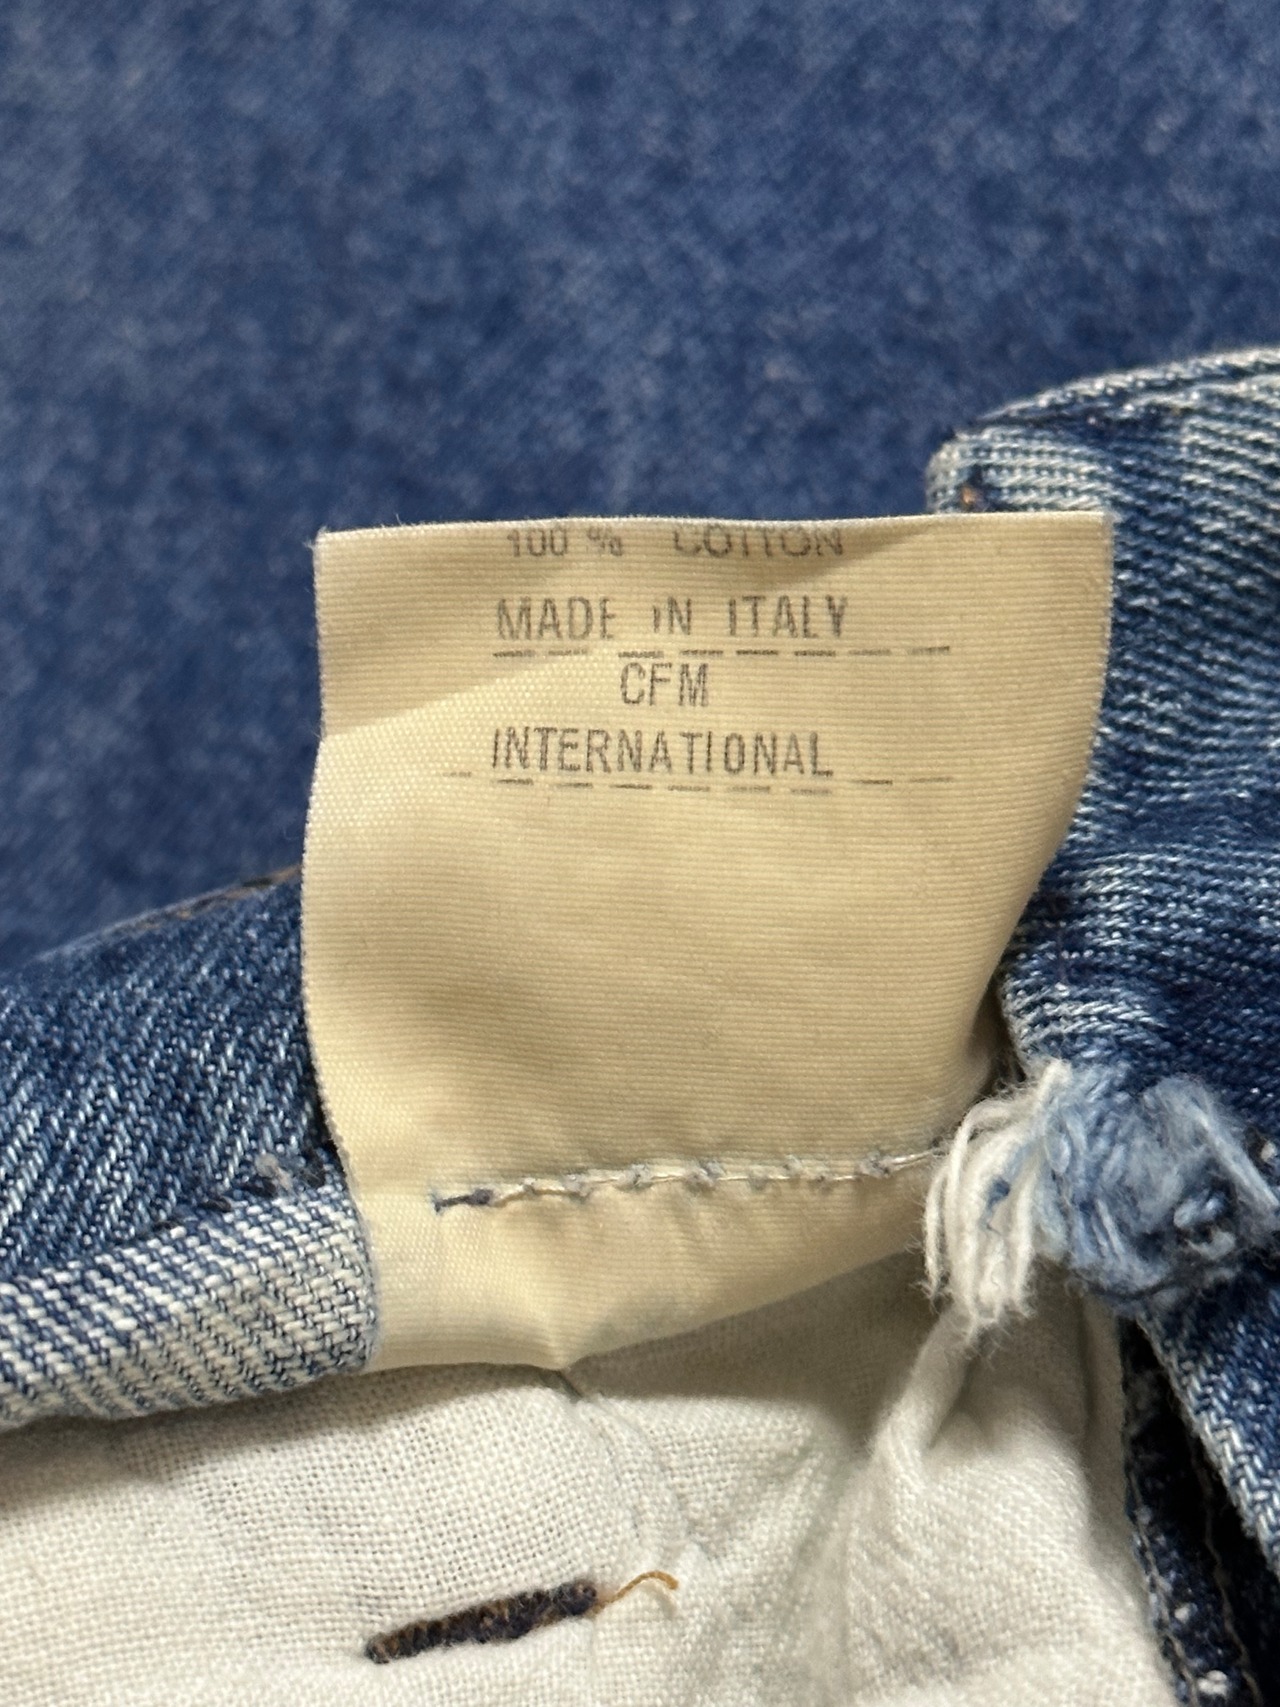 100 % COTTON
MADE IN ITALY
CFM
INTERNATIONAL